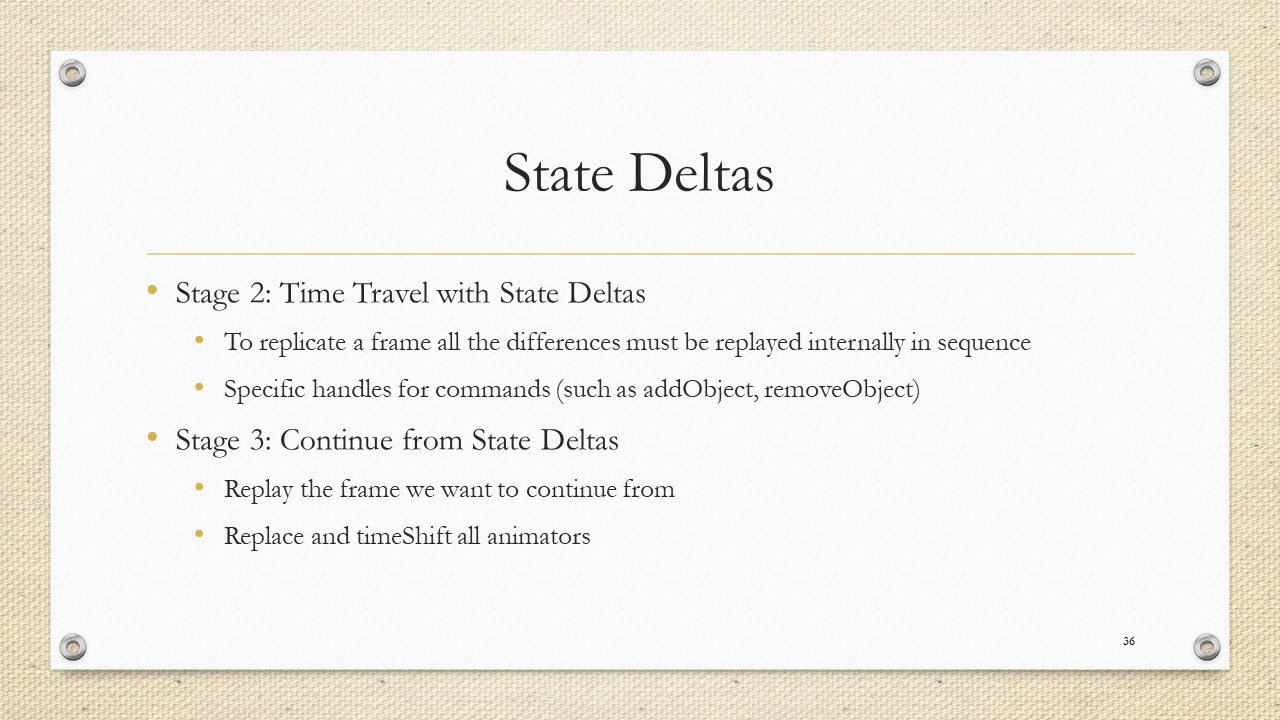 State Deltas
• Stage 2: Time Travel with State Deltas
• To replicate a frame all the differences must be replayed internally in sequence
• Specific handles for commands (such as addObject, removeObject)
• Stage 3: Continue from State Deltas
• Replay the frame we want to continue from
• Replace and timeShift all animators
36